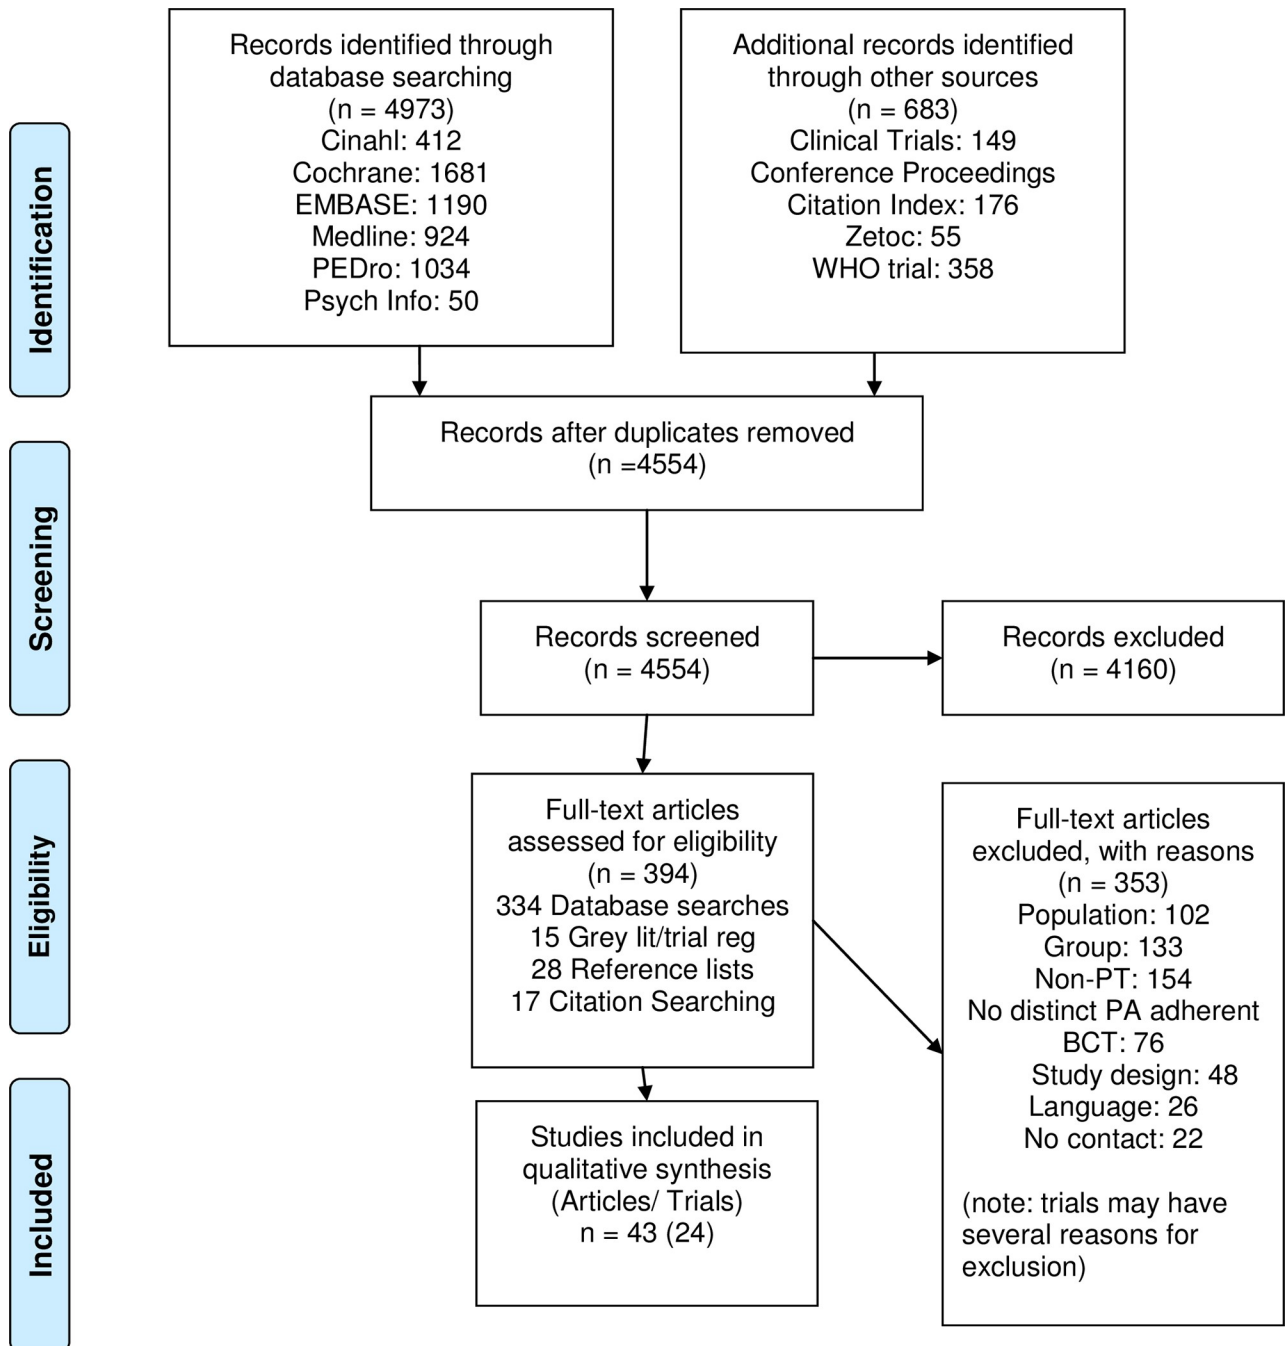 Records identified through
database searching
(n = 4973)
Cinahl: 412
Cochrane: 1681
EMBASE: 1190
Medline: 924
PEDro: 1034
Psych Info: 50
Additional records identified
through other sources
(n = 683)
Clinical Trials: 149
Conference Proceedings
Citation Index: 176
Zetoc: 55
WHO trial: 358
Identification
Records after duplicates removed
(n =4554)
Screening
Records screened
(n = 4554)
Records excluded
(n = 4160)
Eligibility
Full-text articles
assessed for eligibility
(n = 394)
334 Database searches
15 Grey lit/trial reg
28 Reference lists
17 Citation Searching
Full-text articles
excluded, with reasons
(n = 353)
Population: 102
Group: 133
Non-PT: 154
No distinct PA adherent
BCT: 76
Study design: 48
Language: 26
No contact: 22
(note: trials may have
several reasons for
exclusion)
Included
Studies included in
qualitative synthesis
(Articles/ Trials)
n = 43 (24)